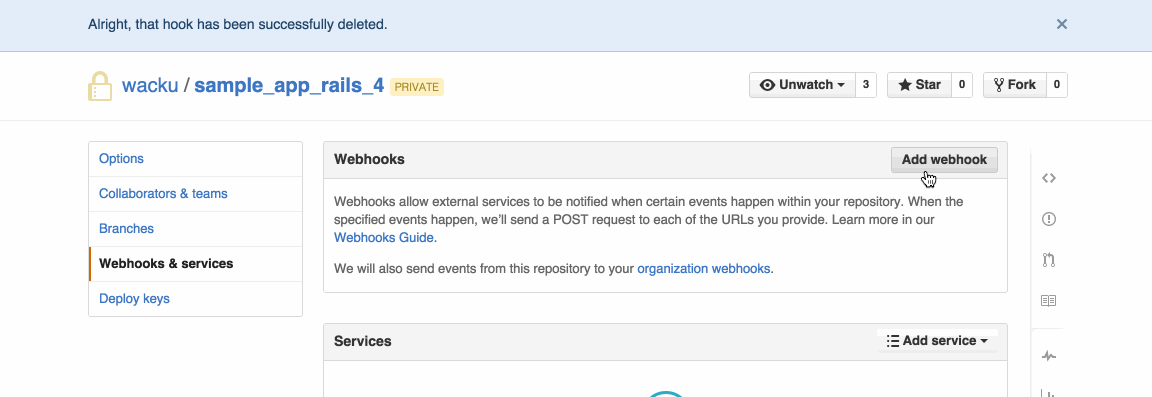 Alright, that hook has been successfully deleted.
wacku / sample_app_rails_4 PRIVATE
Unwatch 3 Star 0 Fork 0
Options
Collaborators & teams
Branches
Webhooks & services
Deploy keys
Webhooks Add webhook
Webhooks allow external services to be notified when certain events happen within your repository. When the
specified events happen, we'll send a POST request to each of the URLs you provide. Learn more in our
Webhooks Guide.
We will also send events from this repository to your organization webhooks.
Services Add service